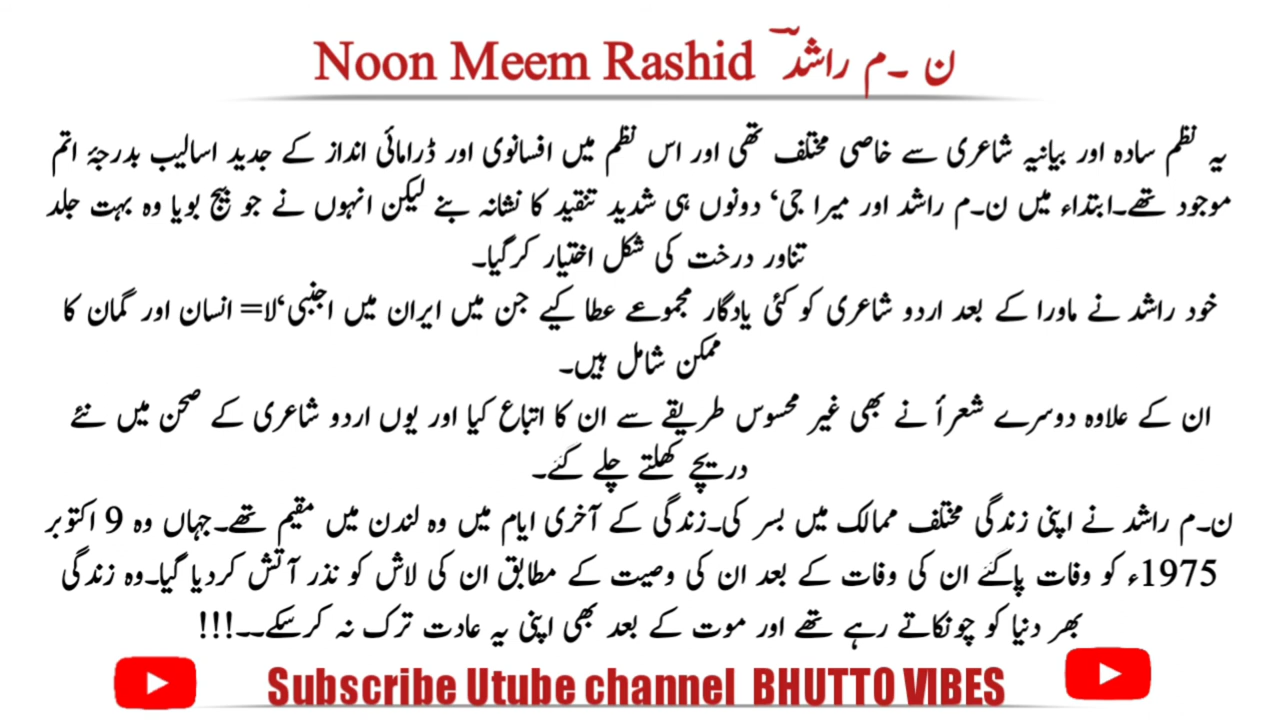 ن ۔م راشدؔ Noon Meem Rashid
یہ نظم سادہ اور بیانیہ شاعری سے خاصی مختلف تھی اور اس نظم میں افسانوی اور ڈرامائی انداز کے جدید اسالیب بدرجۂ اتم
موجود تھے۔ابتداء میں ن۔م راشد اور میرا جی‘ دونوں ہی شدید تنقید کا نشانہ بنے لیکن انہوں نے جو بیج بویا وہ بہت جلد
تناور درخت کی شکل اختیار کرگیا۔
خود راشد نے ماورا کے بعد اردو شاعری کو کئی یادگار مجموعے عطا کیے جن میں ایران میں اجنبی‘لا= انسان اور گمان کا
ممکن شامل ہیں۔
ان کے علاوہ دوسرے شعرأ نے بھی غیر محسوس طریقے سے ان کا اتباع کیا اور یوں اردو شاعری کے صحن میں نئے
دریچے کھلتے چلے گئے۔
ن۔م راشد نے اپنی زندگی مختلف ممالک میں بسر کی۔زندگی کے آخری ایام میں وہ لندن میں مقیم تھے۔جہاں وہ 9 اکتوبر
1975ء کو وفات پاگئے ان کی وفات کے بعد ان کی وصیت کے مطابق ان کی لاش کو نذر آتش کردیا گیا۔وہ زندگی
بھر دنیا کو چونکاتے رہے تھے اور موت کے بعد بھی اپنی یہ عادت ترک نہ کرسکے۔۔!!!
Subscribe Utube channel BHUTTO VIBES